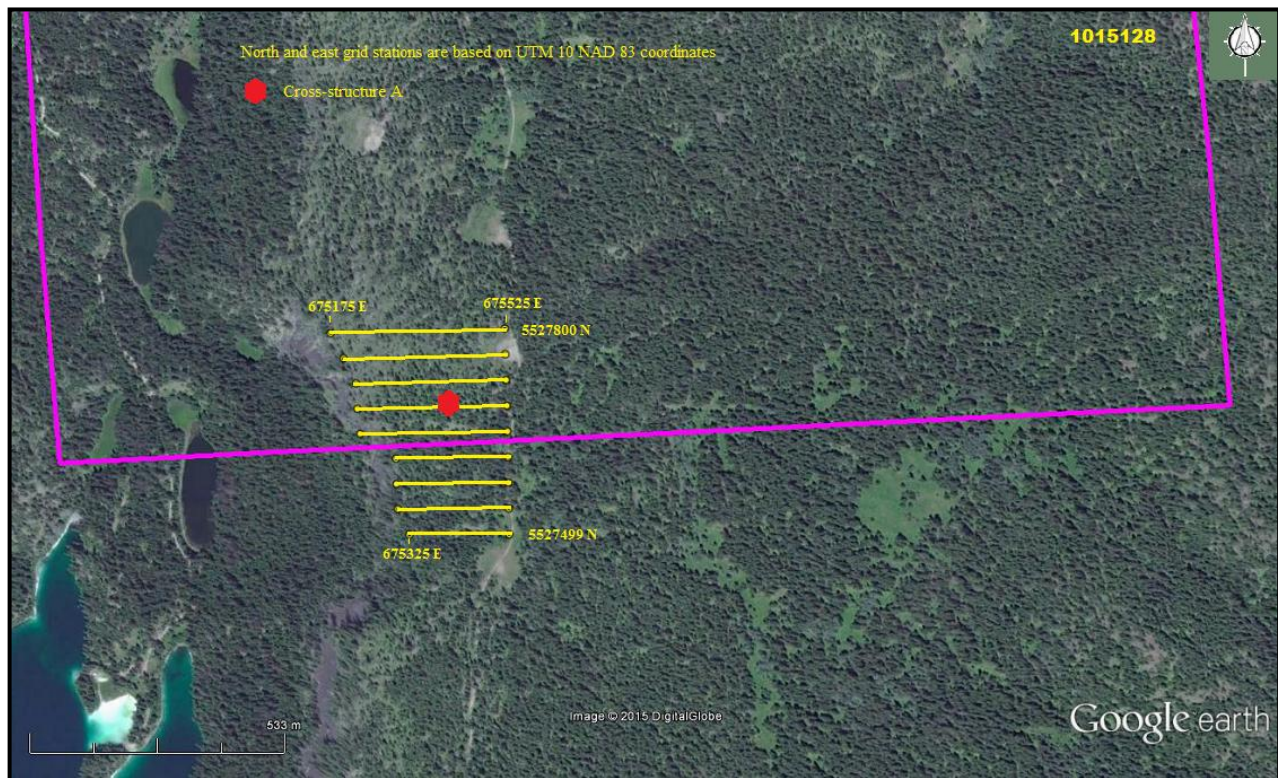 North and east grid stations are based on UTM 10 NAD 83 coordinates
1015128
Cross-structure A
675175 E
675525 E
5527800 N
5527499 N
675325 E
533 m
Image © 2015 DigitalGlobe
Google earth